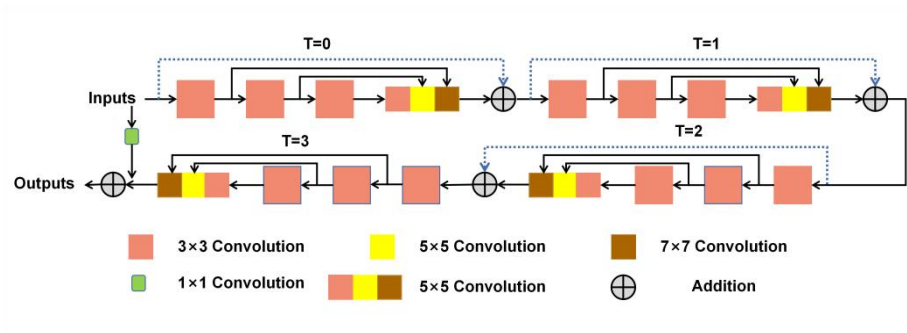 T=0
T=1
Inputs
T=3
T=2
Outputs
3×3 Convolution
5×5 Convolution
7×7 Convolution
1×1 Convolution
5×5 Convolution
Addition